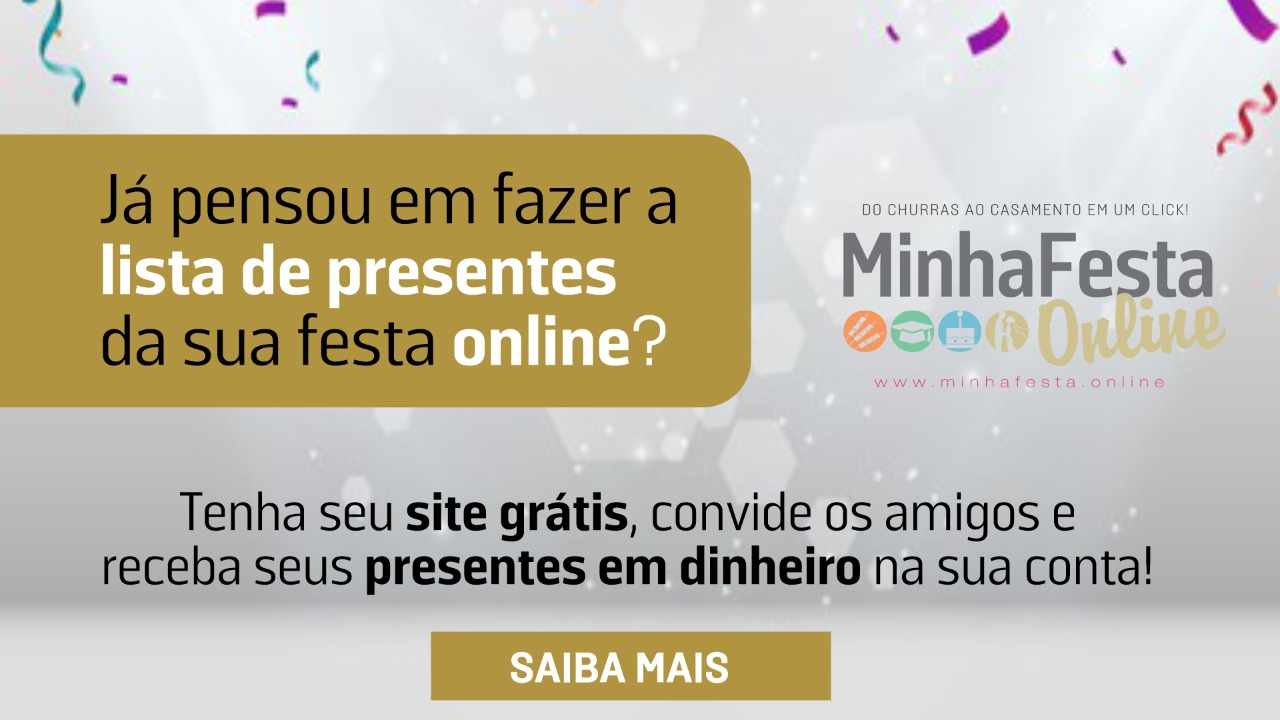 Já pensou em fazer a
lista de presentes
da sua festa online?
DO CHURRAS AO CASAMENTO EM UM CLICK!
MinhaFesta
Online
www.minhafesta.online
Tenha seu site grátis, convide os amigos e
receba seus presentes em dinheiro na sua conta!
SAIBA MAIS